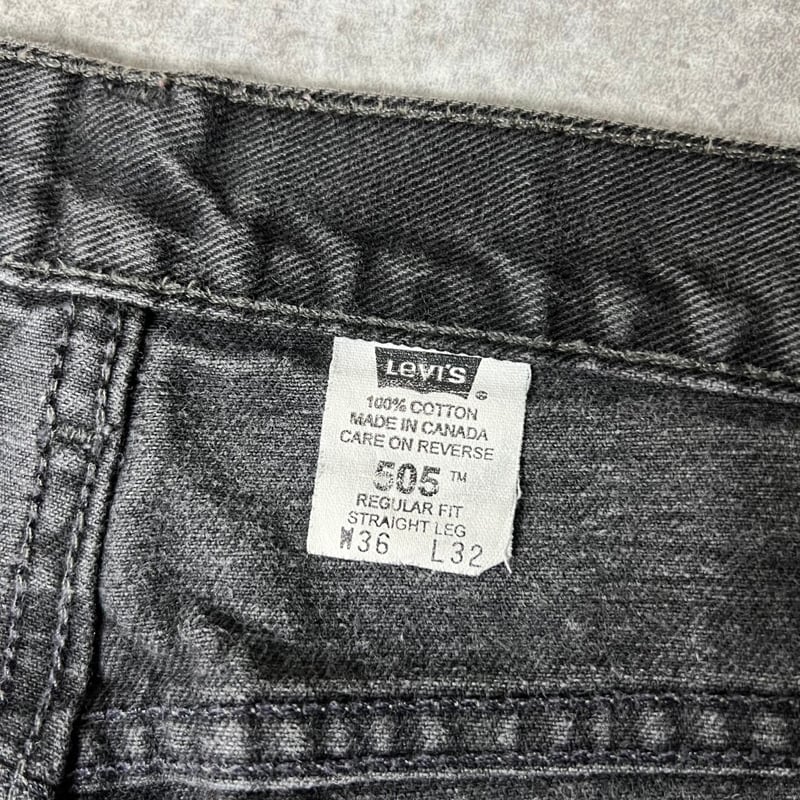 LEVI'S ®
100% COTTON
MADE IN CANADA
CARE ON REVERSE
505 ™
REGULAR FIT
STRAIGHT LEG
W36 L32